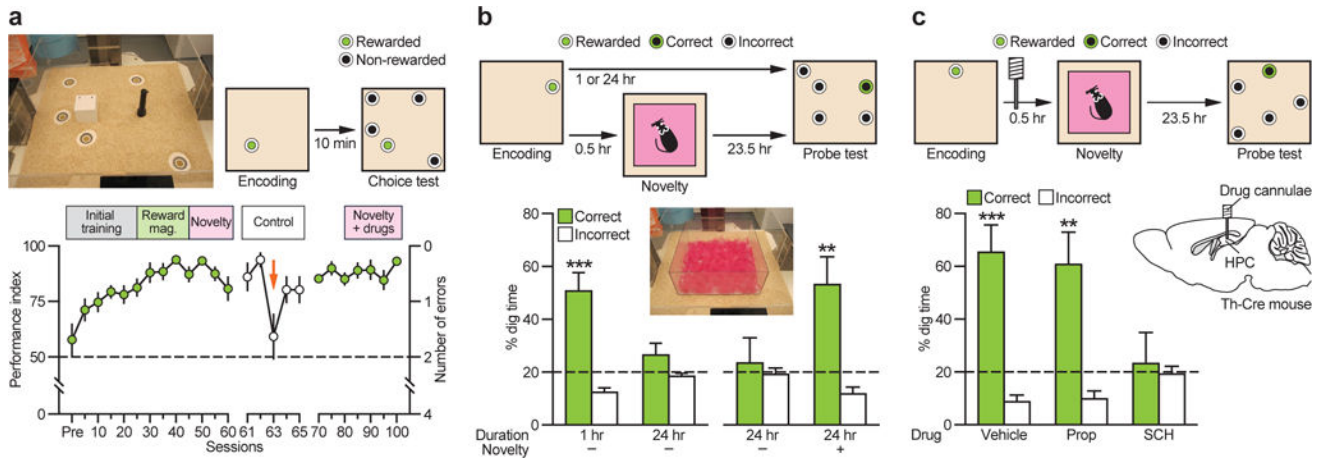 a
Rewarded
Non-rewarded
10 min
Encoding
Choice test
Initial training
Reward mag.
Novelty
Control
Novelty + drugs
Performance index
100
75
50
0
Number of errors
0
1
2
4
Pre 10 20 30 40 50 60 61 63 65 70 80 90 100
Sessions
b
Rewarded Correct Incorrect
1 or 24 hr
0.5 hr
23.5 hr
Encoding
Novelty
Probe test
% dig time
80
60
40
20
0
Correct
Incorrect
***
**
Duration 1 hr 24 hr 24 hr 24 hr
Novelty – – – +
c
Rewarded Correct Incorrect
0.5 hr
23.5 hr
Encoding
Novelty
Probe test
% dig time
80
60
40
20
0
Correct Incorrect
***
**
Drug cannulae
HPC
Th-Cre mouse
Drug Vehicle Prop SCH